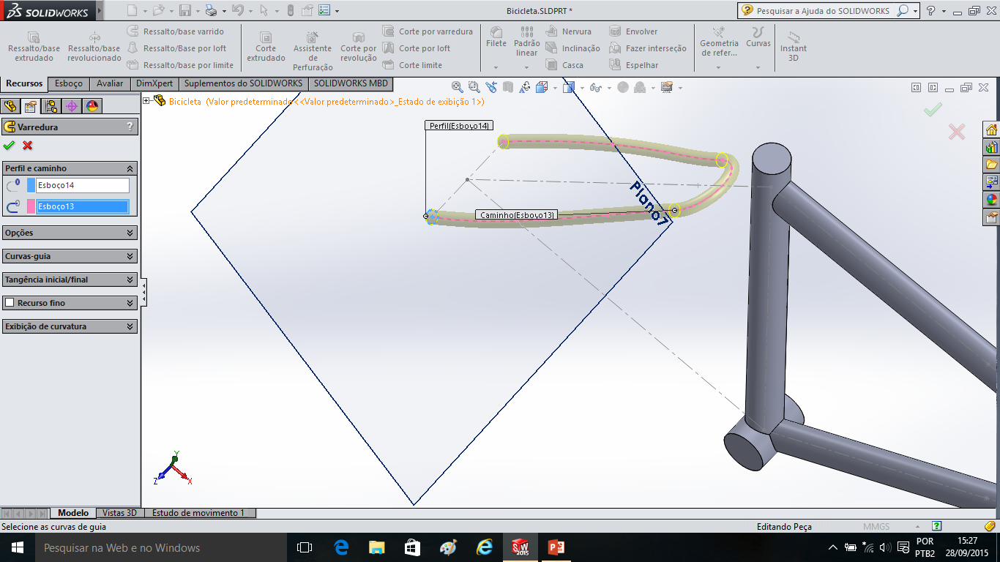 SOLIDWORKS
Bicicleta.SLDPRT *
Pesquisar a Ajuda do SOLIDWORKS
Ressalto/base extrudado
Ressalto/base revolucionado
Ressalto/base varrido
Ressalto/Base por loft
Ressalto/Base por limite
Corte extrudado
Assistente de Perfuração
Corte por revolução
Corte por varredura
Corte por loft
Corte limite
Filete
Padrão linear
Nervura
Inclinação
Casca
Envolver
Fazer interseção
Espelhar
Geometria de refer...
Curvas
Instant 3D
Recursos
Esboço
Avaliar
DimXpert
Suplementos do SOLIDWORKS
SOLIDWORKS MBD
Bicicleta (Valor predeterminado<<Valor predeterminado>_Estado de exibição 1>)
Varredura
?
Perfil e caminho
Esboço14
Esboço13
Opções
Curvas-guia
Tangência inicial/final
Recurso fino
Exibição de curvatura
Perfil(Esboço14)
Caminho(Esboço13)
Plano7
Y
Z
X
Modelo
Vistas 3D
Estudo de movimento 1
Selecione as curvas de guia
Editando Peça
MMGS
Pesquisar na Web e no Windows
POR
PTB2
15:27
28/09/2015